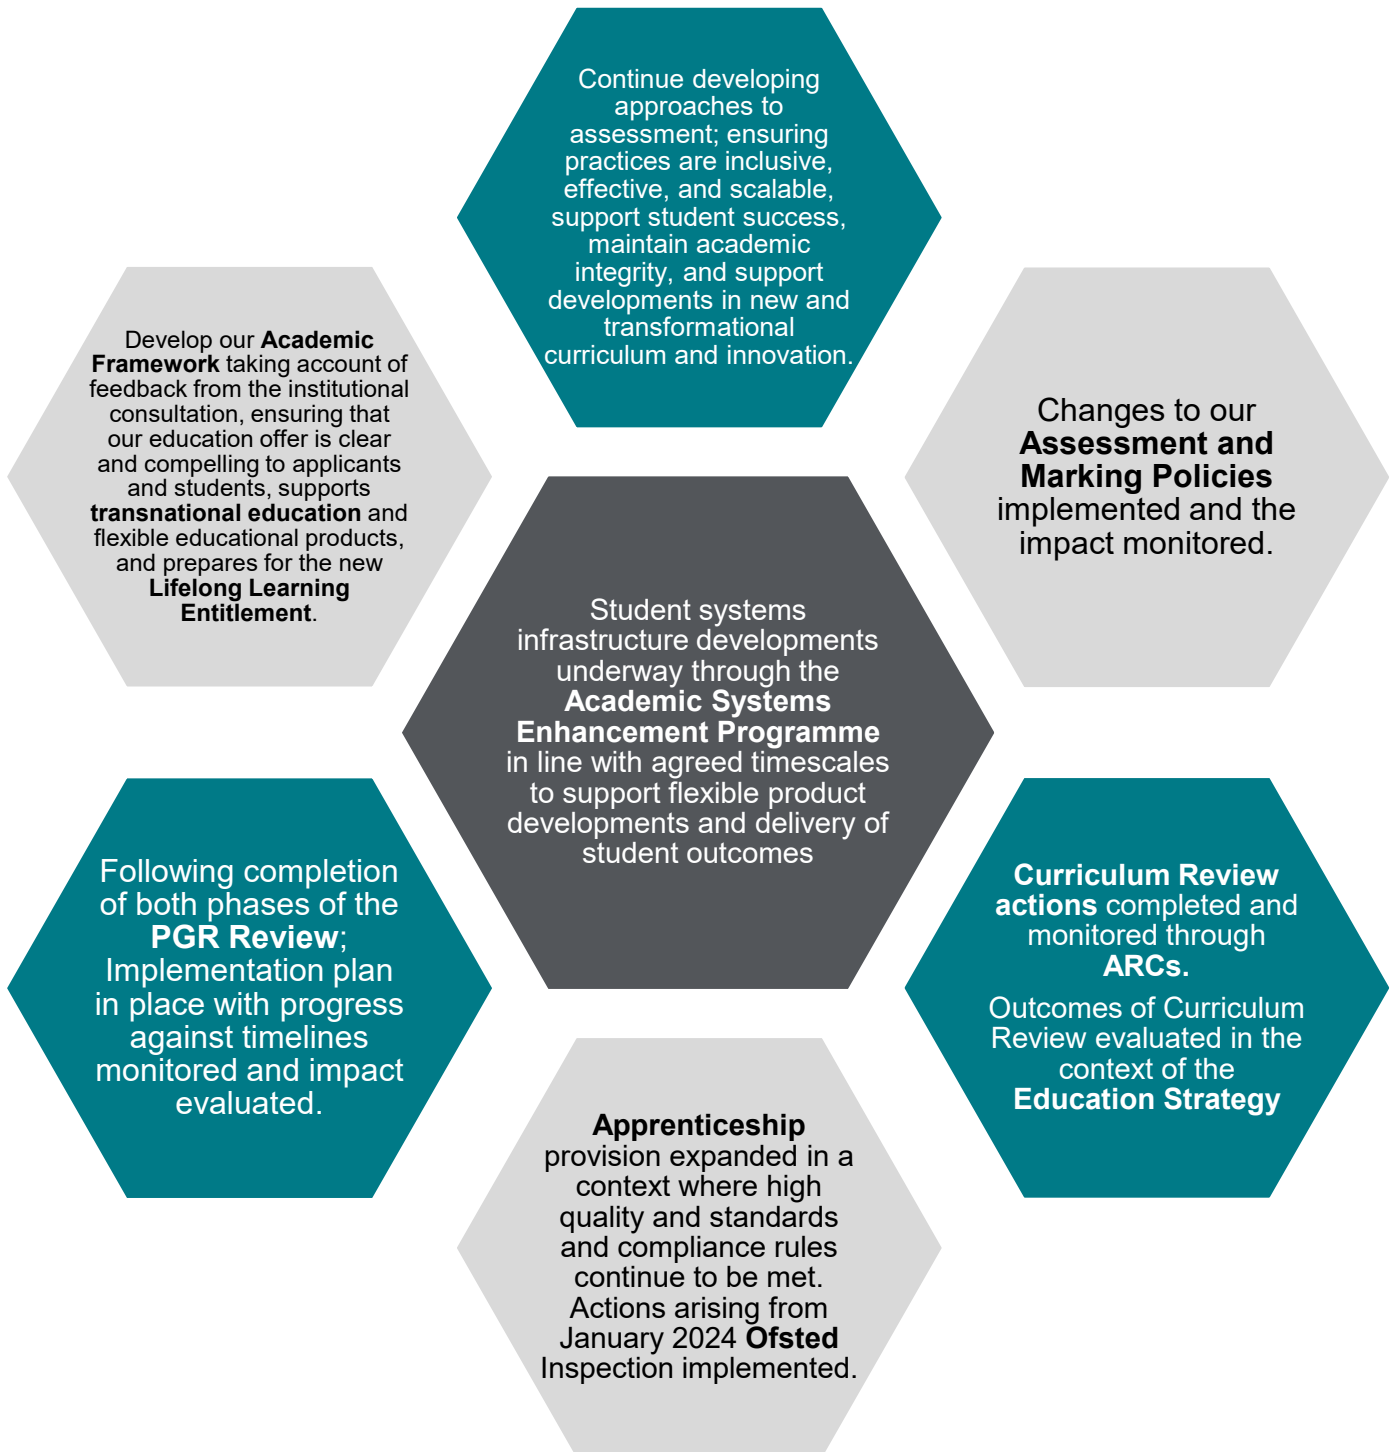 Continue developing
approaches to
assessment; ensuring
practices are inclusive,
effective, and scalable,
support student success,
maintain academic
integrity, and support
developments in new and
transformational
curriculum and innovation.
Develop our Academic
Framework taking account of
feedback from the institutional
consultation, ensuring that
our education offer is clear
and compelling to applicants
and students, supports
transnational education and
flexible educational products,
and prepares for the new
Lifelong Learning
Entitlement.
Changes to our
Assessment and
Marking Policies
implemented and the
impact monitored.
Student systems
infrastructure developments
underway through the
Academic Systems
Enhancement Programme
in line with agreed timescales
to support flexible product
developments and delivery of
student outcomes
Following completion
of both phases of the
PGR Review;
Implementation plan
in place with progress
against timelines
monitored and impact
evaluated.
Curriculum Review
actions completed and
monitored through
ARCs.
Outcomes of Curriculum
Review evaluated in the
context of the
Education Strategy
Apprenticeship
provision expanded in a
context where high
quality and standards
and compliance rules
continue to be met.
Actions arising from
January 2024 Ofsted
Inspection implemented.